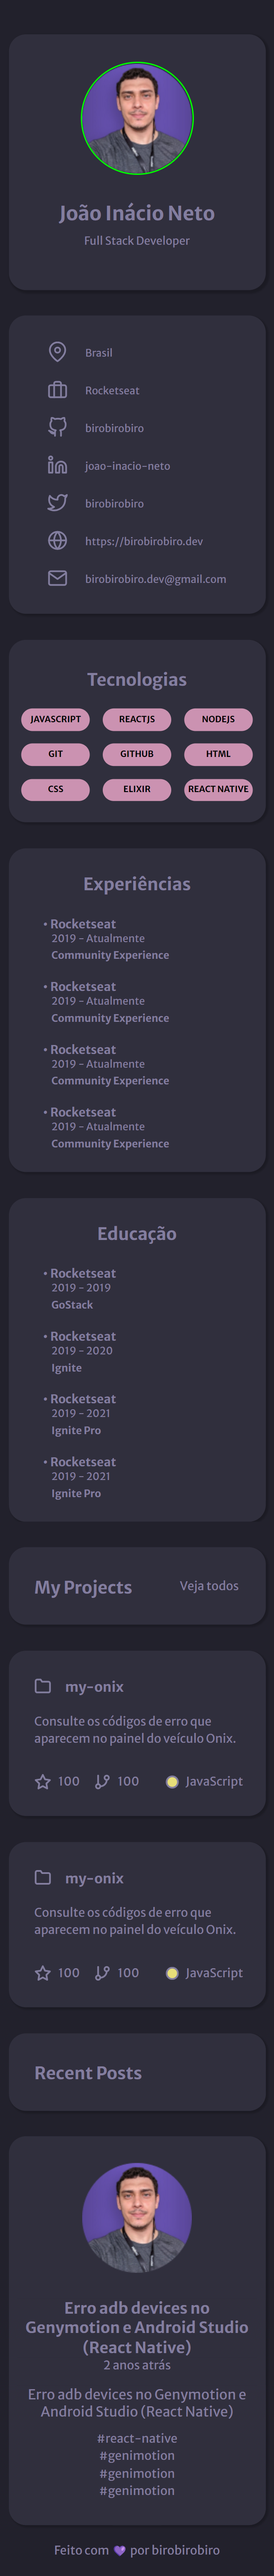 João Inácio Neto
Full Stack Developer
Brasil
Rocketseat
birobirobiro
joao-inacio-neto
birobirobiro
https://birobirobiro.dev
birobirobiro.dev@gmail.com
Tecnologias
JAVASCRIPT REACTJS NODEJS
GIT GITHUB HTML
CSS ELIXIR REACT NATIVE
Experiências
• Rocketseat
2019 - Atualmente
Community Experience
• Rocketseat
2019 - Atualmente
Community Experience
• Rocketseat
2019 - Atualmente
Community Experience
• Rocketseat
2019 - Atualmente
Community Experience
Educação
• Rocketseat
2019 - 2019
GoStack
• Rocketseat
2019 - 2020
Ignite
• Rocketseat
2019 - 2021
Ignite Pro
• Rocketseat
2019 - 2021
Ignite Pro
My Projects Veja todos
my-onix
Consulte os códigos de erro que
aparecem no painel do veículo Onix.
100 100 JavaScript
my-onix
Consulte os códigos de erro que
aparecem no painel do veículo Onix.
100 100 JavaScript
Recent Posts
Erro adb devices no
Genymotion e Android Studio
(React Native)
2 anos atrás
Erro adb devices no Genymotion e
Android Studio (React Native)
#react-native
#genimotion
#genimotion
#genimotion
Feito com 💜 por birobirobiro